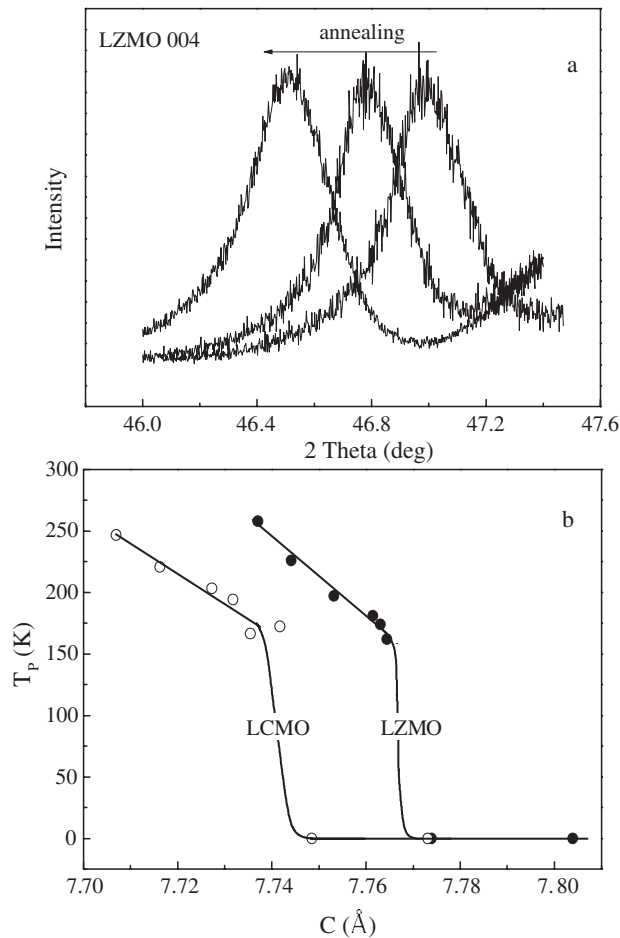 LZMO 004
annealing
a
Intensity
46.0 46.4 46.8 47.2 47.6
2 Theta (deg)
300
b
250
200
150
100
50
0
T_P (K)
LCMO
LZMO
7.70 7.72 7.74 7.76 7.78 7.80
C (Å)